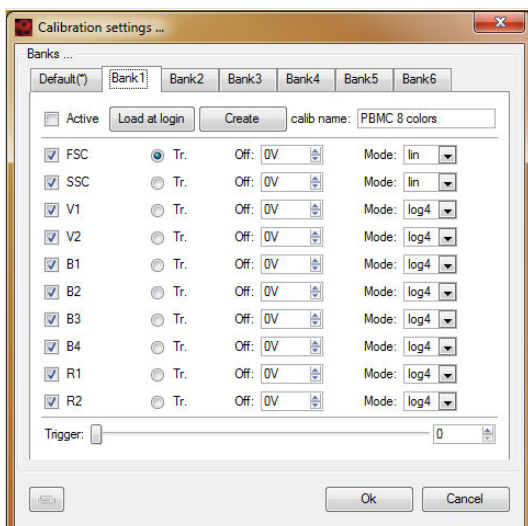 Calibration settings ...
Banks ...
Default(*) Bank1 Bank2 Bank3 Bank4 Bank5 Bank6
Active Load at login Create calib name: PBMC 8 colors
FSC Tr. Off: 0V Mode: lin
SSC Tr. Off: 0V Mode: lin
V1 Tr. Off: 0V Mode: log4
V2 Tr. Off: 0V Mode: log4
B1 Tr. Off: 0V Mode: log4
B2 Tr. Off: 0V Mode: log4
B3 Tr. Off: 0V Mode: log4
B4 Tr. Off: 0V Mode: log4
R1 Tr. Off: 0V Mode: log4
R2 Tr. Off: 0V Mode: log4
Trigger: 0
Ok Cancel